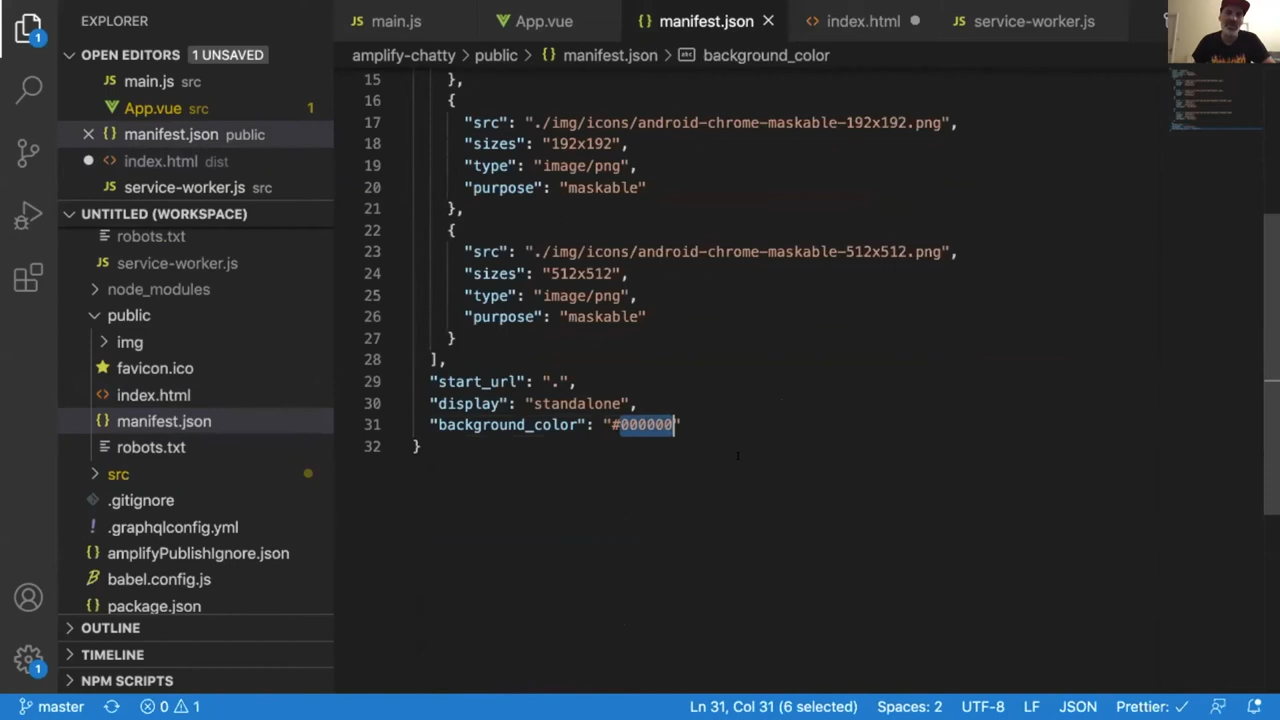 EXPLORER
main.js
App.vue
manifest.json
index.html
service-worker.js
OPEN EDITORS 1 UNSAVED
amplify-chatty > public > {} manifest.json > abc background_color
main.js src
App.vue src 1
manifest.json public
index.html dist
service-worker.js src
UNTITLED (WORKSPACE)
robots.txt
service-worker.js
node_modules
public
img
favicon.ico
index.html
manifest.json
robots.txt
src
.gitignore
.graphqlconfig.yml
amplifyPublishIgnore.json
babel.config.js
package.json
OUTLINE
TIMELINE
NPM SCRIPTS
15 },
16 {
17 "src": "./img/icons/android-chrome-maskable-192x192.png",
18 "sizes": "192x192",
19 "type": "image/png",
20 "purpose": "maskable"
21 },
22 {
23 "src": "./img/icons/android-chrome-maskable-512x512.png",
24 "sizes": "512x512",
25 "type": "image/png",
26 "purpose": "maskable"
27 }
28 ],
29 "start_url": ".",
30 "display": "standalone",
31 "background_color": "#000000"
32 }
1
1
master 0 1 Ln 31, Col 31 (6 selected) Spaces: 2 UTF-8 LF JSON Prettier: ✓